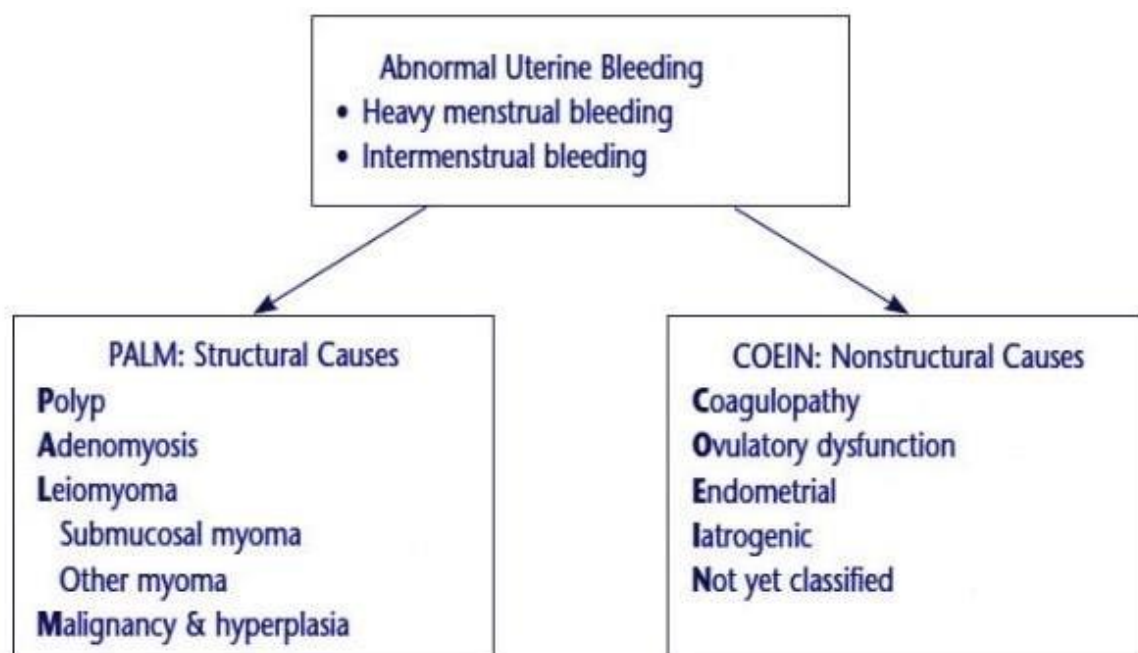 Abnormal Uterine Bleeding
• Heavy menstrual bleeding
• Intermenstrual bleeding
PALM: Structural Causes
Polyp
Adenomyosis
Leiomyoma
Submucosal myoma
Other myoma
Malignancy & hyperplasia
COEIN: Nonstructural Causes
Coagulopathy
Ovulatory dysfunction
Endometrial
Iatrogenic
Not yet classified